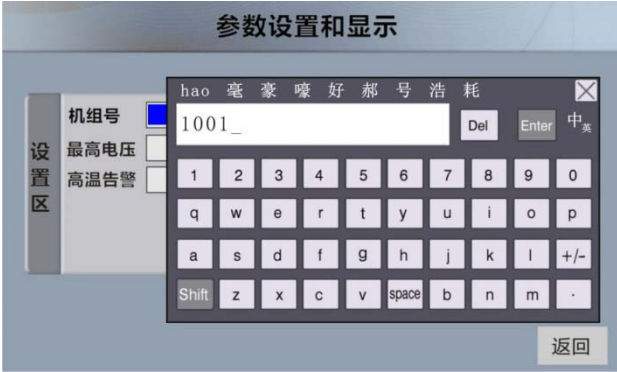 参数设置和显示
设置区
机组号
最高电压
高温告警
hao 毫 豪 嚎 好 郝 号 浩 耗
1001_
Del Enter 中英
1 2 3 4 5 6 7 8 9 0
q w e r t y u i o p
a s d f g h j k l +/-
Shift z x c v space b n m .
返回